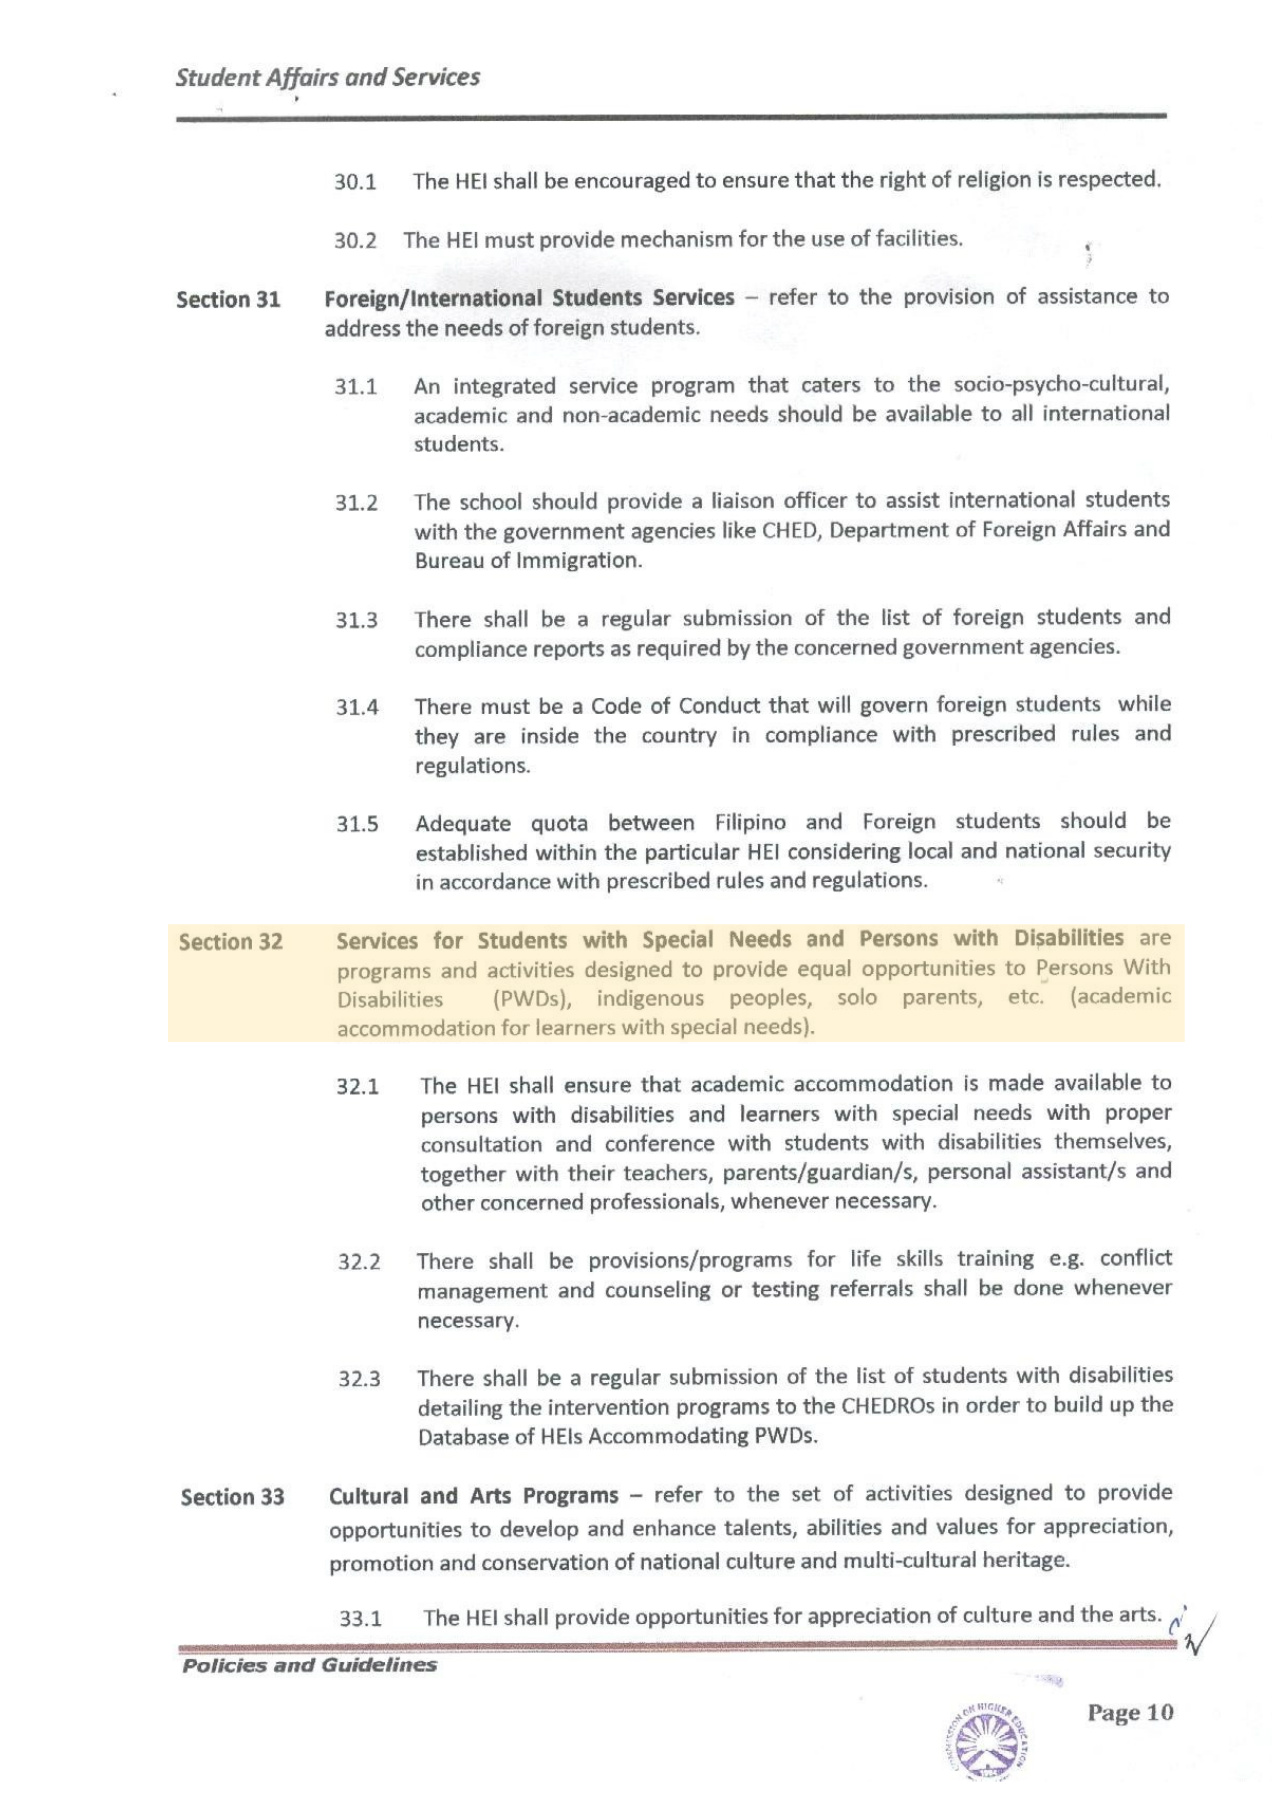 Student Affairs and Services
30.1 The HEI shall be encouraged to ensure that the right of religion is respected.
30.2 The HEI must provide mechanism for the use of facilities.
Section 31 Foreign/International Students Services – refer to the provision of assistance to
address the needs of foreign students.
31.1 An integrated service program that caters to the socio-psycho-cultural,
academic and non-academic needs should be available to all international
students.
31.2 The school should provide a liaison officer to assist international students
with the government agencies like CHED, Department of Foreign Affairs and
Bureau of Immigration.
31.3 There shall be a regular submission of the list of foreign students and
compliance reports as required by the concerned government agencies.
31.4 There must be a Code of Conduct that will govern foreign students while
they are inside the country in compliance with prescribed rules and
regulations.
31.5 Adequate quota between Filipino and Foreign students should be
established within the particular HEI considering local and national security
in accordance with prescribed rules and regulations.
Section 32 Services for Students with Special Needs and Persons with Disabilities are
programs and activities designed to provide equal opportunities to Persons With
Disabilities (PWDs), indigenous peoples, solo parents, etc. (academic
accommodation for learners with special needs).
32.1 The HEI shall ensure that academic accommodation is made available to
persons with disabilities and learners with special needs with proper
consultation and conference with students with disabilities themselves,
together with their teachers, parents/guardian/s, personal assistant/s and
other concerned professionals, whenever necessary.
32.2 There shall be provisions/programs for life skills training e.g. conflict
management and counseling or testing referrals shall be done whenever
necessary.
32.3 There shall be a regular submission of the list of students with disabilities
detailing the intervention programs to the CHEDROs in order to build up the
Database of HEIs Accommodating PWDs.
Section 33 Cultural and Arts Programs – refer to the set of activities designed to provide
opportunities to develop and enhance talents, abilities and values for appreciation,
promotion and conservation of national culture and multi-cultural heritage.
33.1 The HEI shall provide opportunities for appreciation of culture and the arts.
Policies and Guidelines
Page 10
COMMISSION ON HIGHER EDUCATION